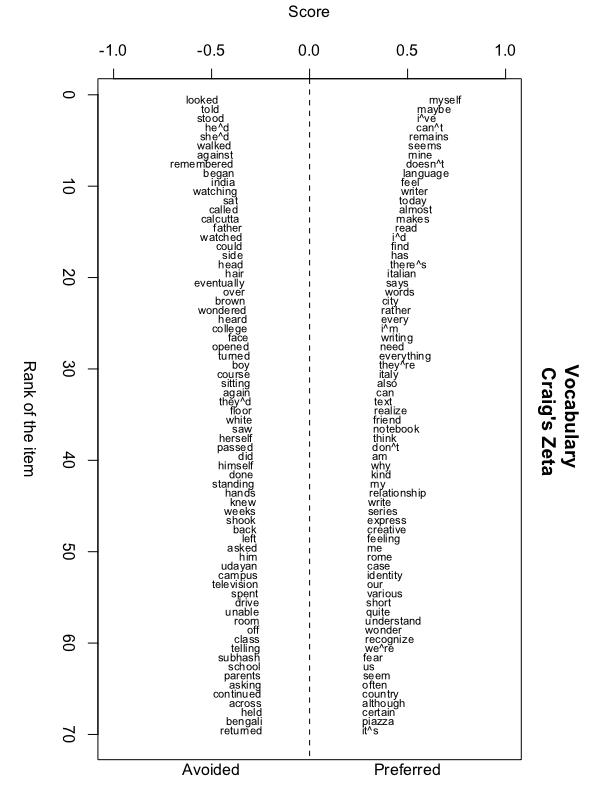 Score
-1.0 -0.5 0.0 0.5 1.0
0
looked myself
told maybe
stood i^ve
he^d can^t
she^d remains
walked seems
against mine
remembered doesn^t
began language
india feel
10
watching writer
sat today
called almost
calcutta makes
father read
watched i^d
could find
side has
head there^s
hair italian
20
eventually says
over words
brown city
wondered rather
heard every
college i^m
face writing
opened need
turned everything
boy they^re
30
course italy
sitting also
again can
they^d text
floor realize
white friend
saw notebook
herself think
passed don^t
did am
40
himself why
done kind
standing my
hands relationship
knew write
weeks series
shook express
back creative
left feeling
asked me
50
him rome
udayan case
campus identity
television our
spent various
drive short
unable quite
room understand
off wonder
class recognize
60
telling we^re
subhash fear
school us
parents seem
asking often
continued country
across although
held certain
bengali piazza
returned it^s
70
Avoided Preferred
Rank of the item
Vocabulary
Craig's Zeta